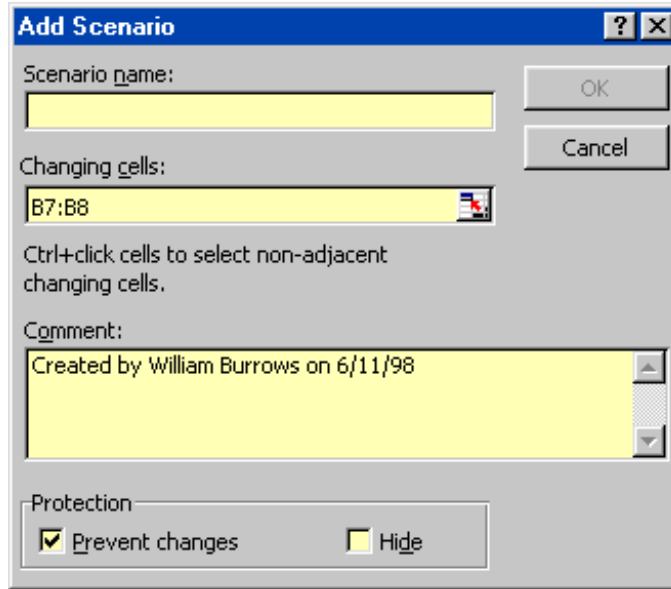 Add Scenario
Scenario name:
OK
Cancel
Changing cells:
B7:B8
Ctrl+click cells to select non-adjacent
changing cells.
Comment:
Created by William Burrows on 6/11/98
Protection
Prevent changes
Hide